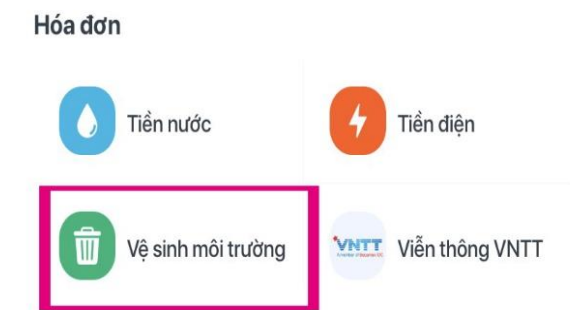 Hóa đơn
Tiền nước
Tiền điện
Vệ sinh môi trường
VNTT
Viễn thông VNTT